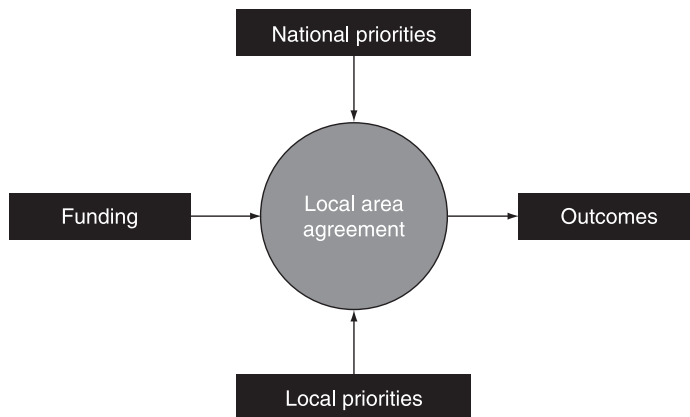 National priorities
Funding
Local area
agreement
Outcomes
Local priorities